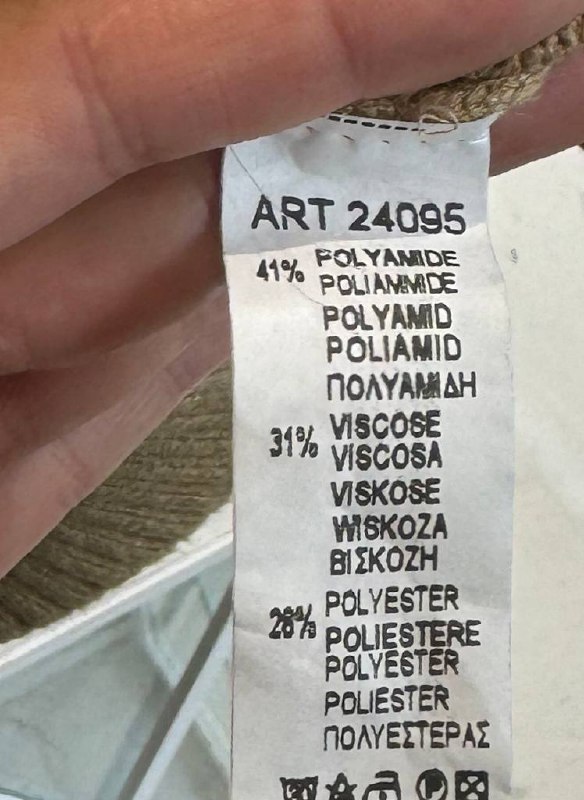 ART 24095
41% POLYAMIDE
POLIAMMIDE
POLYAMID
POLIAMID
ΠΟΛΥΑΜΙΔΗ
31% VISCOSE
VISCOSA
VISKOSE
WISKOZA
ΒΙΣΚΟΖΗ
28% POLYESTER
POLIESTERE
POLYESTER
POLIESTER
ΠΟΛΥΕΣΤΕΡΑΣ